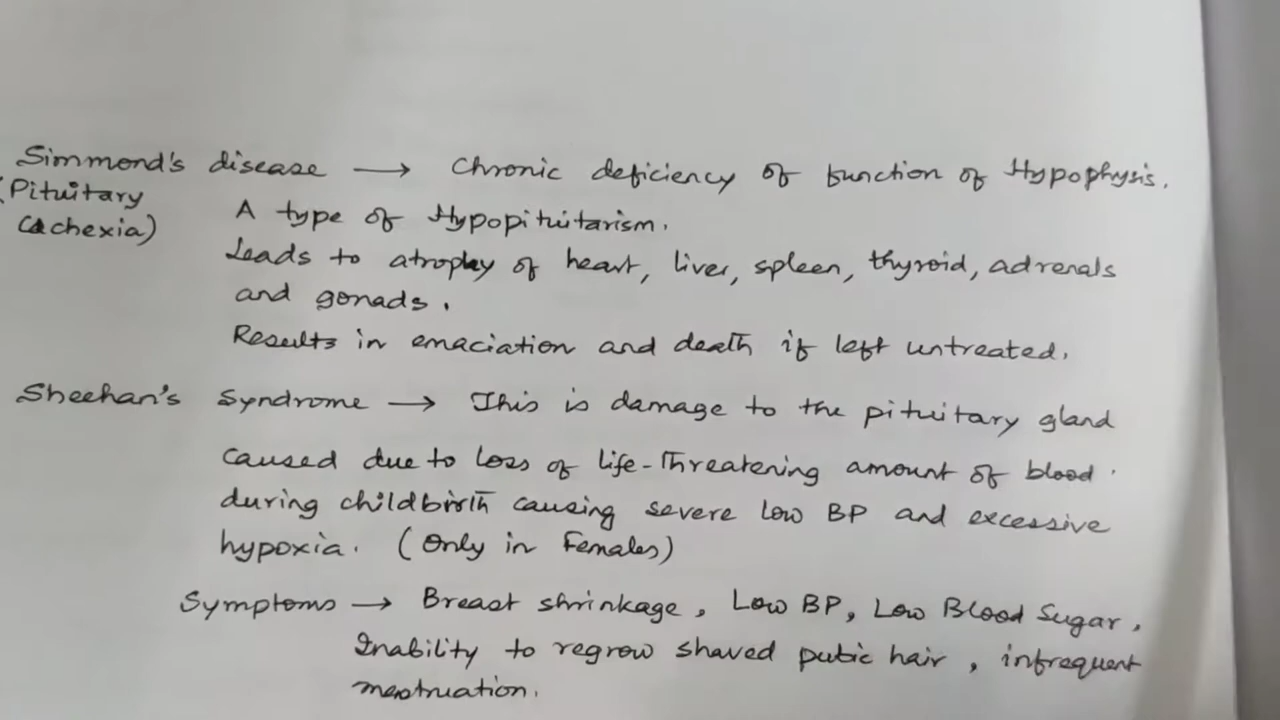 Simmond's disease → Chronic deficiency of function of Hypophysis.
(Pituitary
Cachexia)
A type of Hypopituitarism.
Leads to atrophy of heart, liver, spleen, thyroid, adrenals
and gonads.
Results in emaciation and death if left untreated.
Sheehan's Syndrome → This is damage to the pituitary gland
caused due to loss of life-threatening amount of blood
during childbirth causing severe low BP and excessive
hypoxia. (Only in Females)
Symptoms → Breast shrinkage, Low BP, Low Blood Sugar,
Inability to regrow shaved pubic hair, infrequent
menstruation.